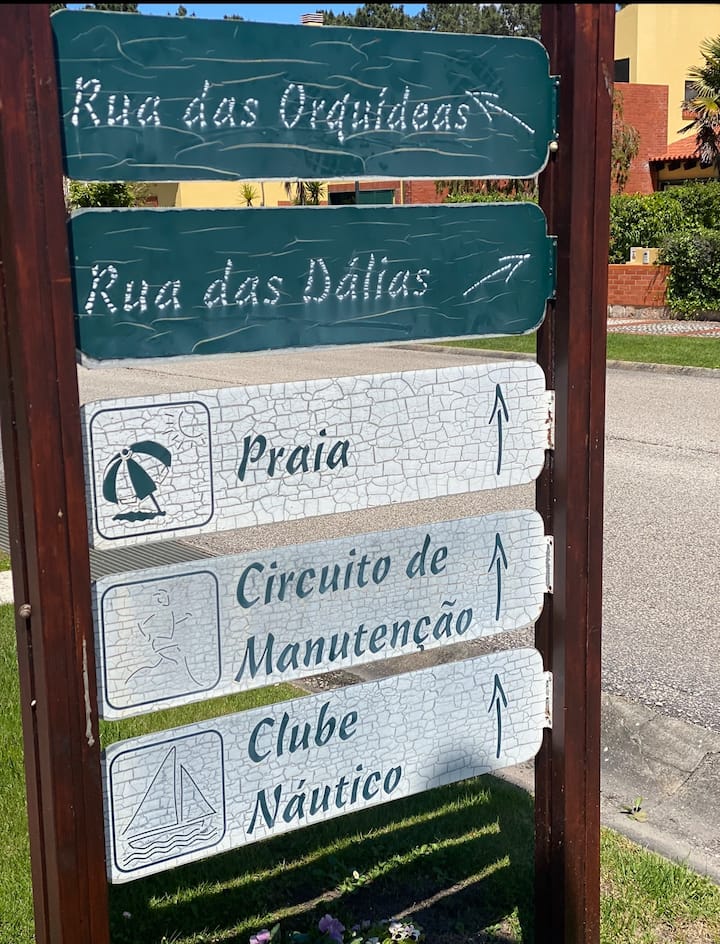 Rua das Orquídeas
Rua das Dálias
Praia
Circuito de
Manutenção
Clube
Náutico